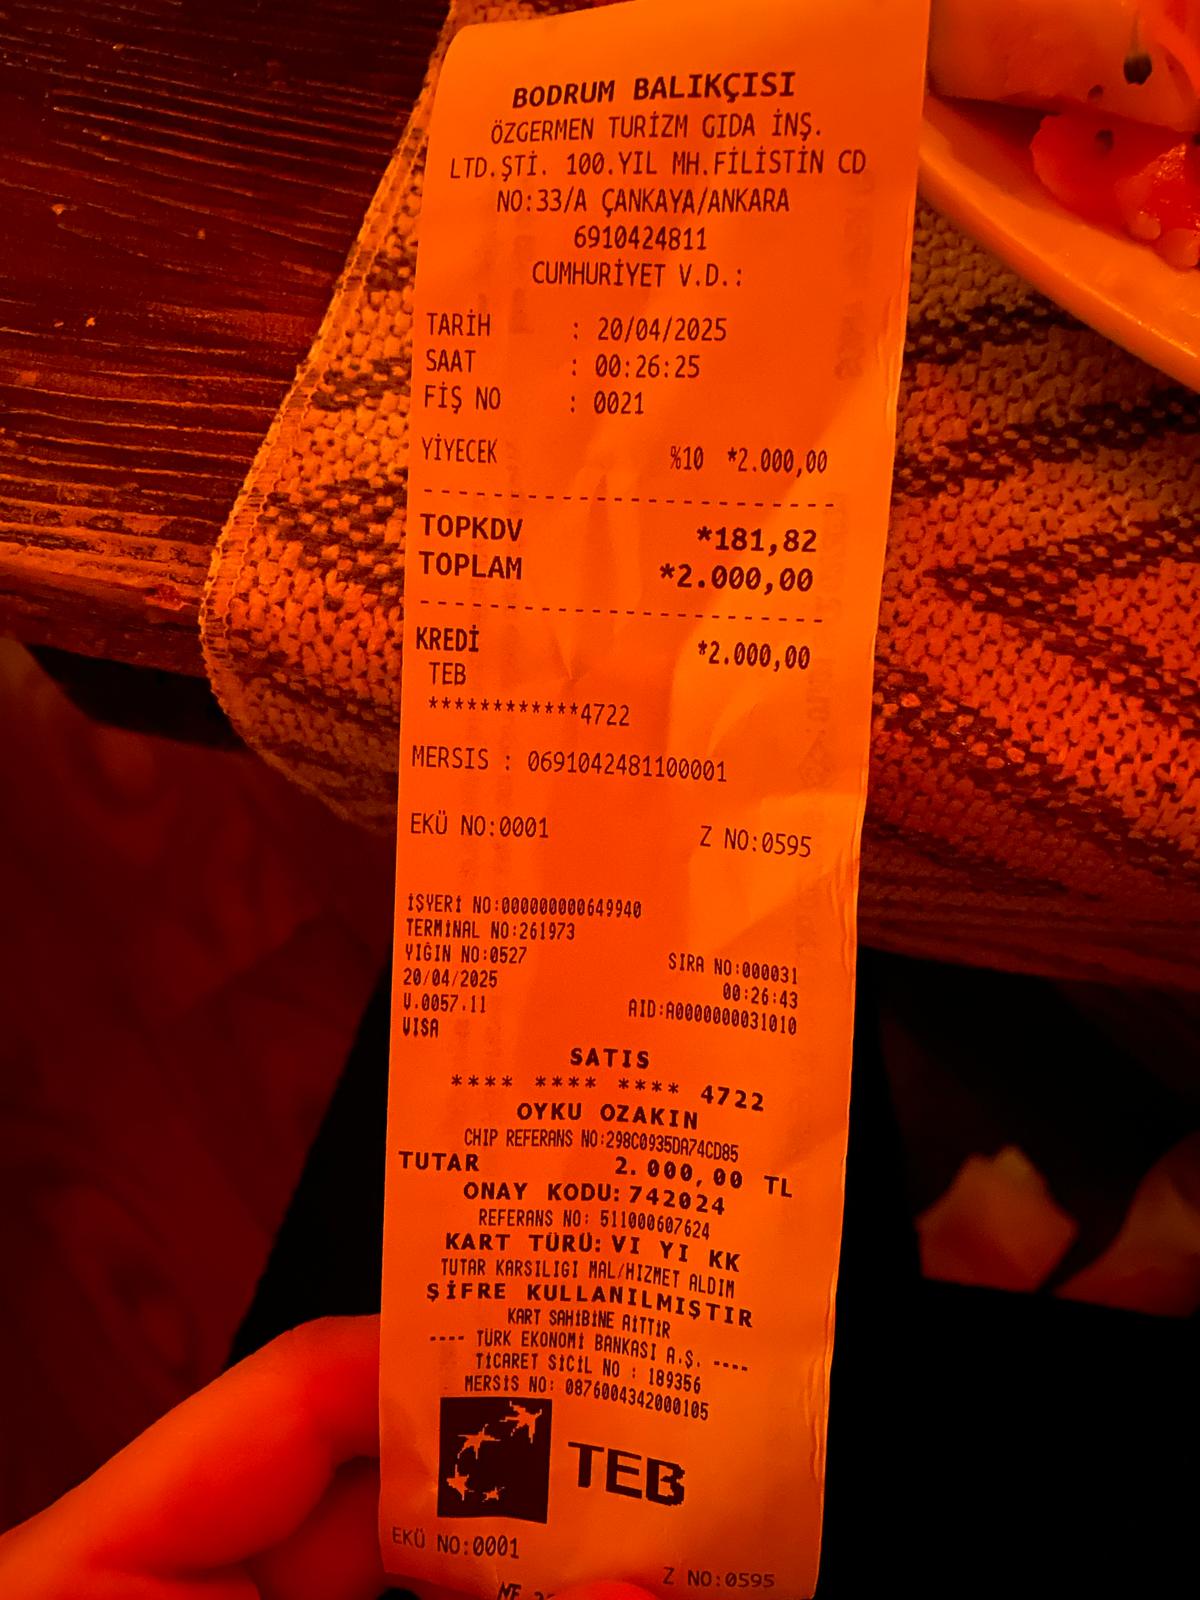 BODRUM BALIKÇISI
ÖZGERMEN TURİZM GIDA İNŞ.
LTD.ŞTİ. 100.YIL MH.FİLİSTİN CD
NO:33/A ÇANKAYA/ANKARA
6910424811
CUMHURİYET V.D.:
TARİH : 20/04/2025
SAAT : 00:26:25
FİŞ NO : 0021
YİYECEK %10 *2.000,00
TOPKDV *181,82
TOPLAM *2.000,00
KREDİ *2.000,00
TEB
************4722
MERSIS : 0691042481100001
EKÜ NO:0001 Z NO:0595
İŞYERİ NO:000000000649940
TERMİNAL NO:261973
YIĞIN NO:0527 SIRA NO:000031
20/04/2025 00:26:43
V.0057.11 AID:A0000000031010
VISA
SATIS
**** **** **** 4722
OYKU OZAKIN
CHIP REFERANS NO:298C0935DA74CD85
TUTAR 2.000,00 TL
ONAY KODU:742024
REFERANS NO: 511000607624
KART TÜRÜ: VI YI KK
TUTAR KARSILIGI MAL/HIZMET ALDIM
ŞİFRE KULLANILMIŞTIR
KART SAHİBİNE AİTTİR
---- TÜRK EKONOMİ BANKASI A.Ş. ----
TİCARET SİCİL NO : 189356
MERSİS NO: 0876004342000105
TEB
EKÜ NO:0001 Z NO:0595